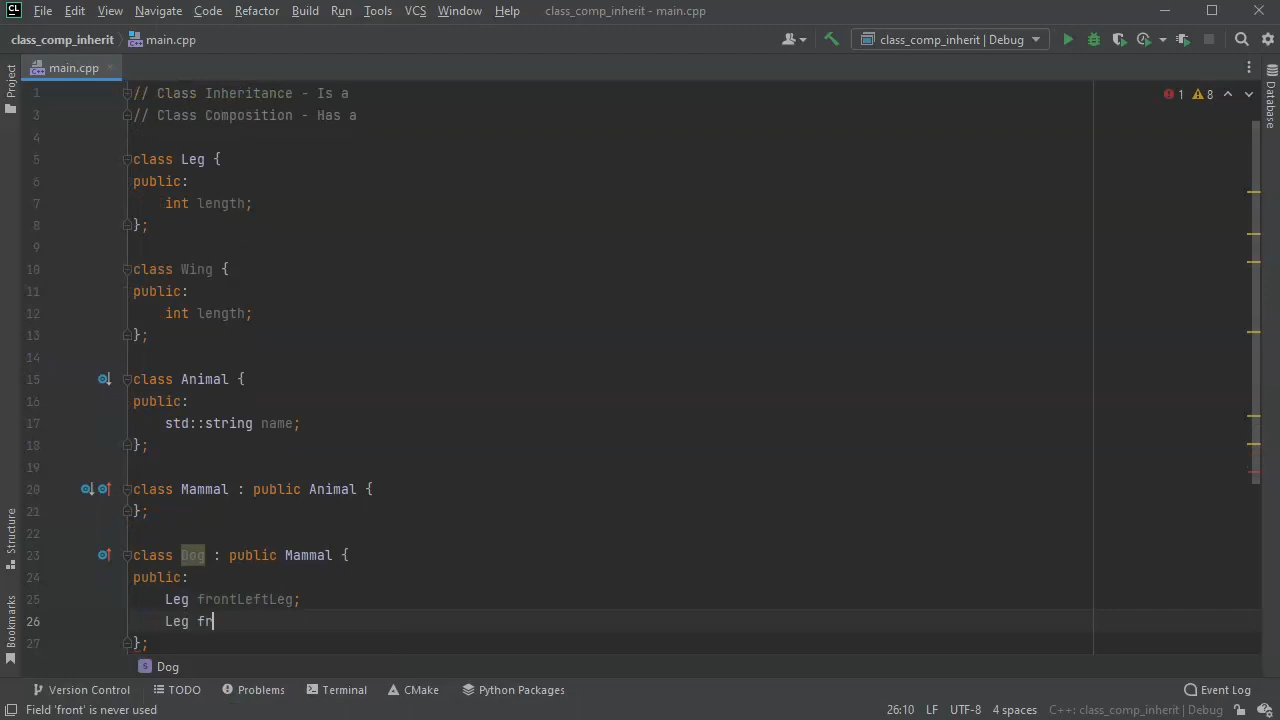 CL File Edit View Navigate Code Refactor Build Run Tools VCS Window Help class_comp_inherit - main.cpp
class_comp_inherit main.cpp class_comp_inherit | Debug
Project main.cpp Database
1 // Class Inheritance - Is a 1 8
3 // Class Composition - Has a
4
5 class Leg {
6 public:
7 int length;
8 };
9
10 class Wing {
11 public:
12 int length;
13 };
14
15 class Animal {
16 public:
17 std::string name;
18 };
19
20 class Mammal : public Animal {
21 };
22
23 class Dog : public Mammal {
24 public:
25 Leg frontLeftLeg;
26 Leg fr
27 };
Structure
Bookmarks
S Dog
Version Control TODO Problems Terminal CMake Python Packages Event Log
Field 'front' is never used 26:10 LF UTF-8 4 spaces C++: class_comp_inherit | Debug